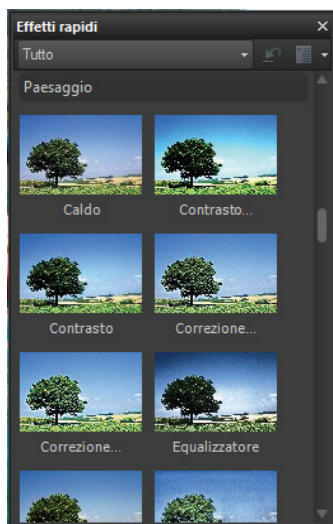 Effetti rapidi
Tutto
Paesaggio
Caldo Contrasto...
Contrasto Correzione...
Correzione... Equalizzatore